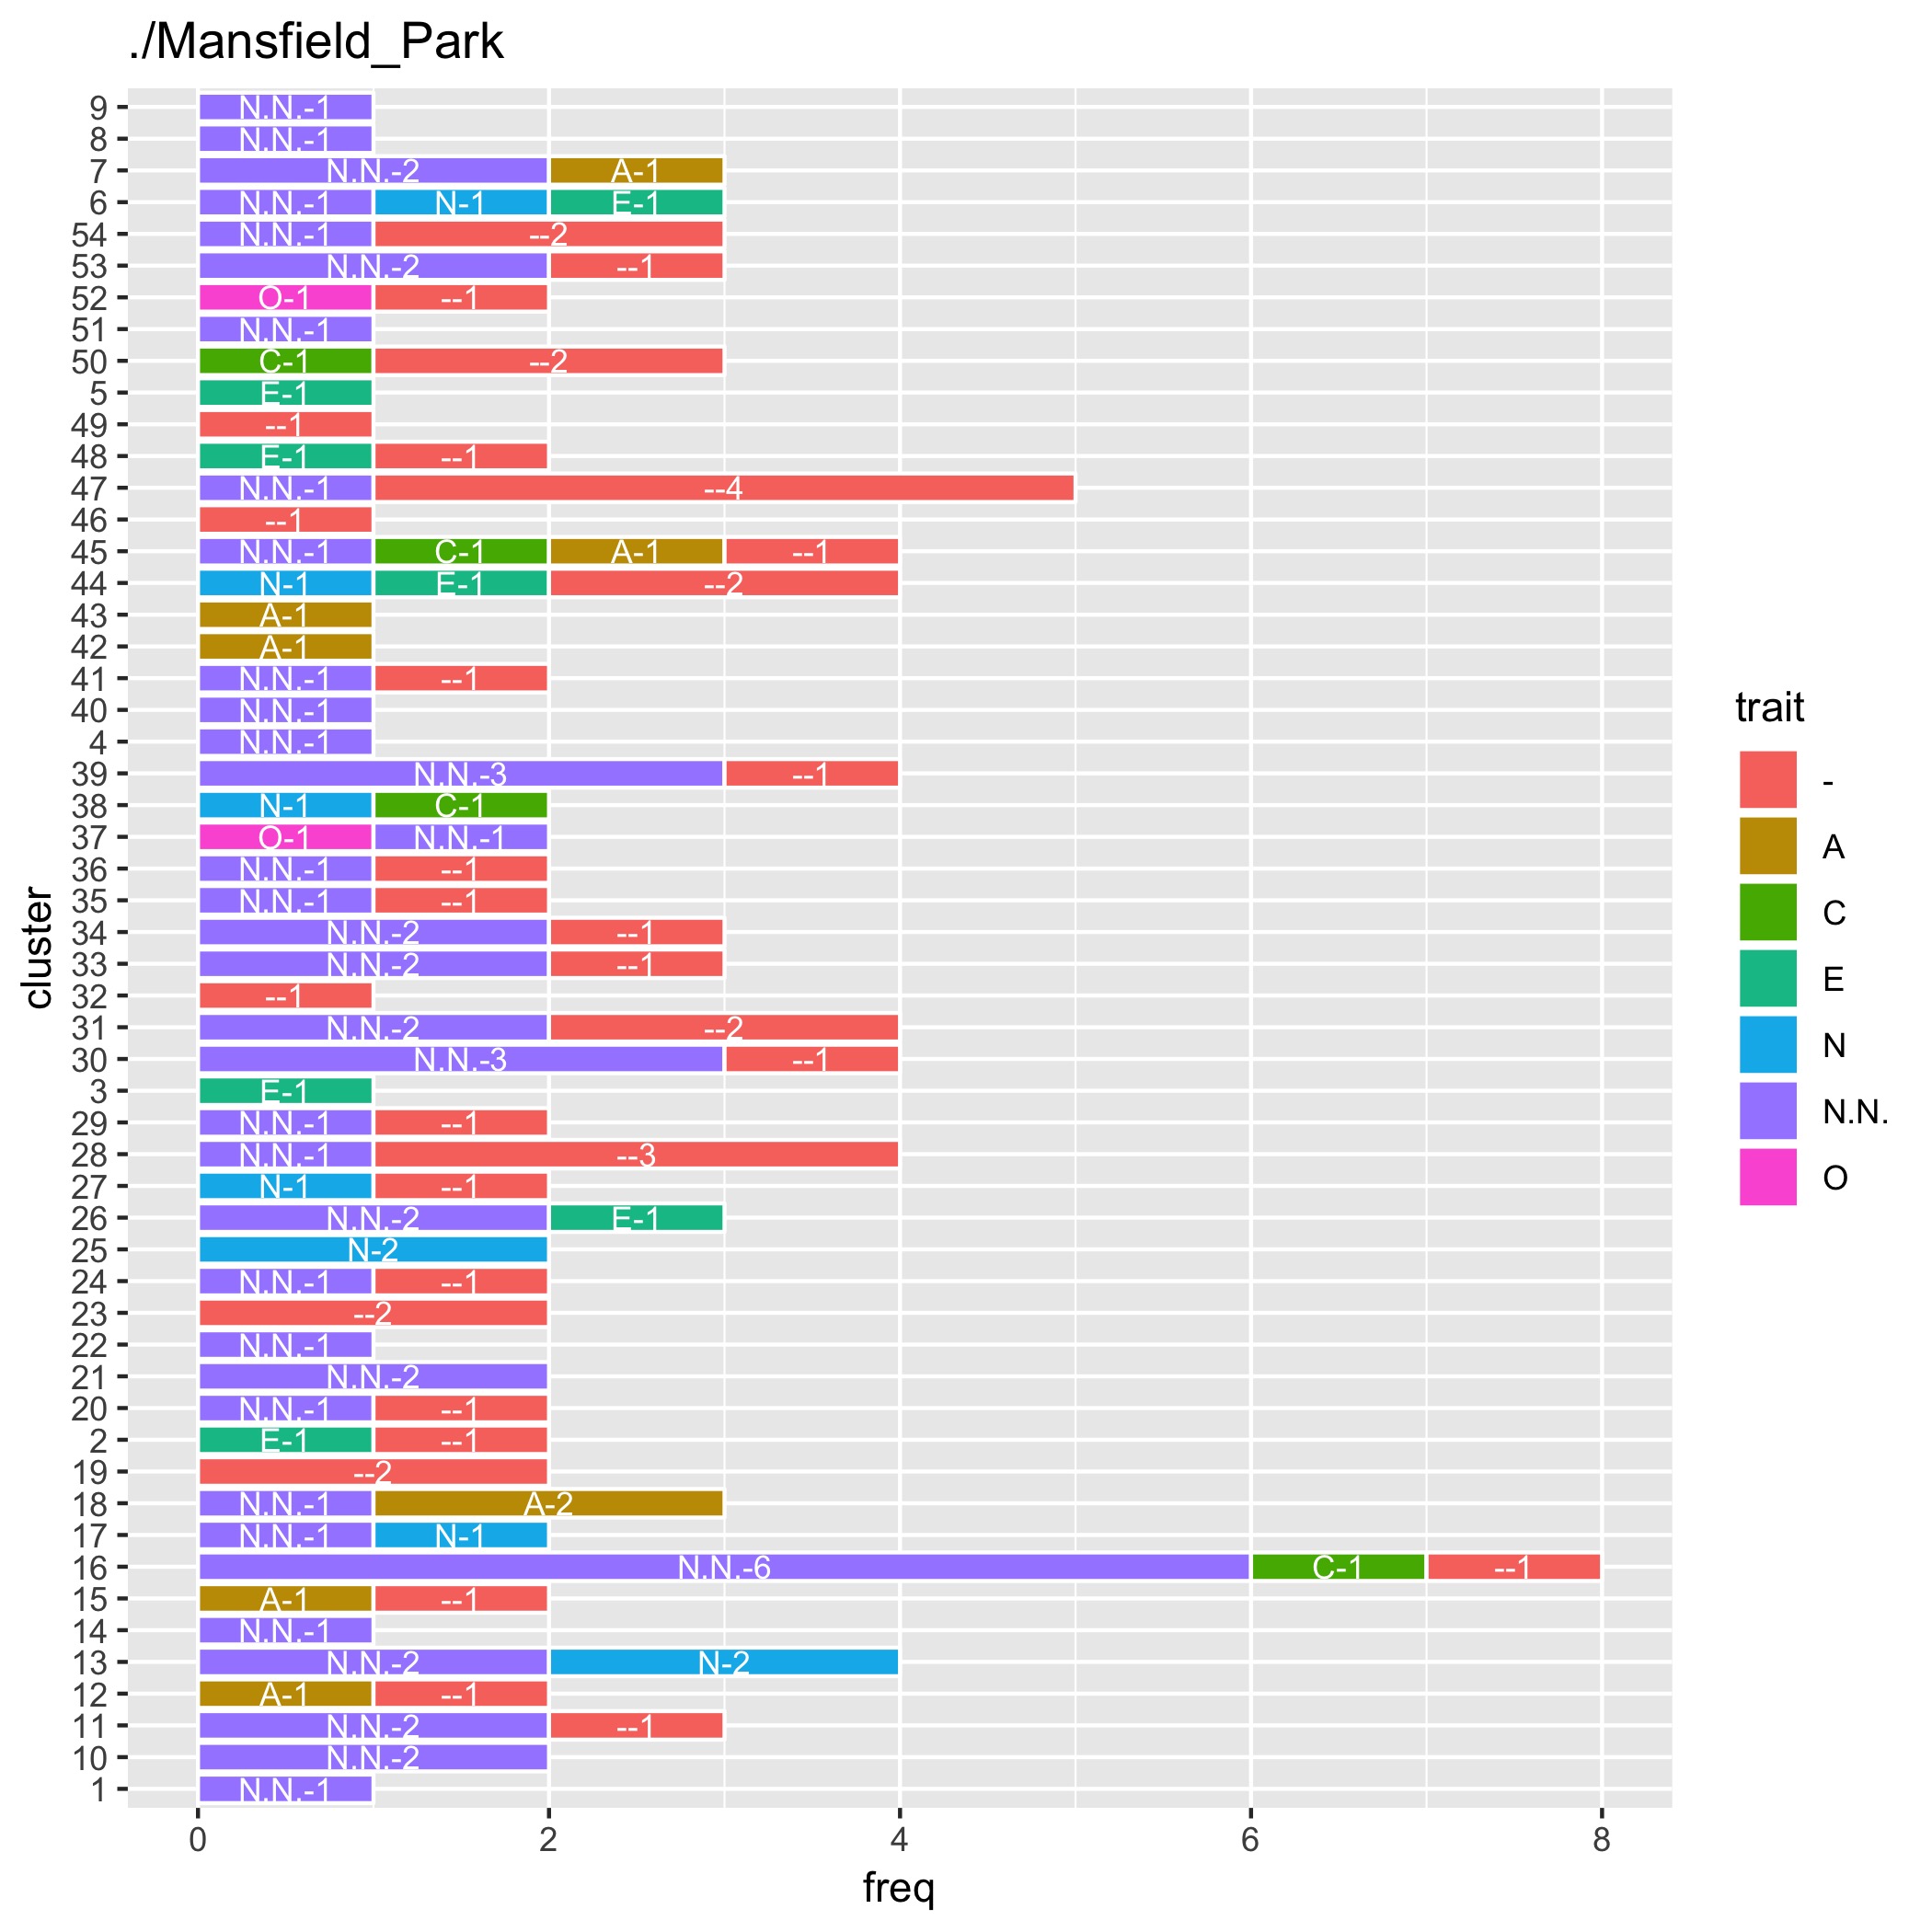 ./Mansfield_Park
9 N.N.-1
8 N.N.-1
7 N.N.-2 A-1
6 N.N.-1 N-1 E-1
54 N.N.-1 --2
53 N.N.-2 --1
52 O-1 --1
51 N.N.-1
50 C-1 --2
5 E-1
49 --1
48 E-1 --1
47 N.N.-1 --4
46 --1
45 N.N.-1 C-1 A-1 --1
44 N-1 E-1 --2
43 A-1
42 A-1
41 N.N.-1 --1
40 N.N.-1
4 N.N.-1
39 N.N.-3 --1
38 N-1 C-1
37 O-1 N.N.-1
36 N.N.-1 --1
35 N.N.-1 --1
34 N.N.-2 --1
33 N.N.-2 --1
32 --1
31 N.N.-2 --2
30 N.N.-3 --1
3 E-1
29 N.N.-1 --1
28 N.N.-1 --3
27 N-1 --1
26 N.N.-2 E-1
25 N-2
24 N.N.-1 --1
23 --2
22 N.N.-1
21 N.N.-2
20 N.N.-1 --1
2 E-1 --1
19 --2
18 N.N.-1 A-2
17 N.N.-1 N-1
16 N.N.-6 C-1 --1
15 A-1 --1
14 N.N.-1
13 N.N.-2 N-2
12 A-1 --1
11 N.N.-2 --1
10 N.N.-2
1 N.N.-1
0 2 4 6 8
freq
cluster
trait
-
A
C
E
N
N.N.
O